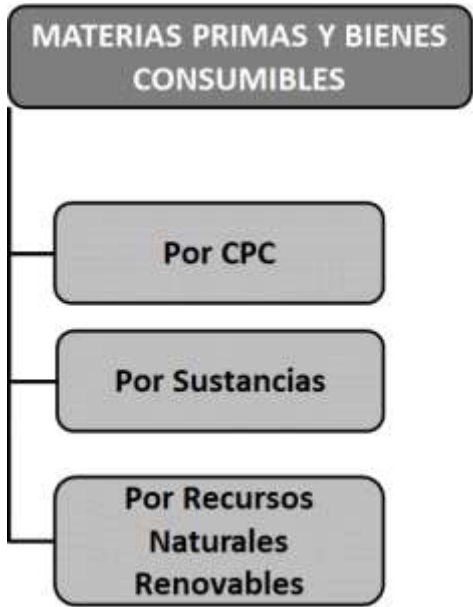 MATERIAS PRIMAS Y BIENES
CONSUMIBLES
Por CPC
Por Sustancias
Por Recursos
Naturales
Renovables